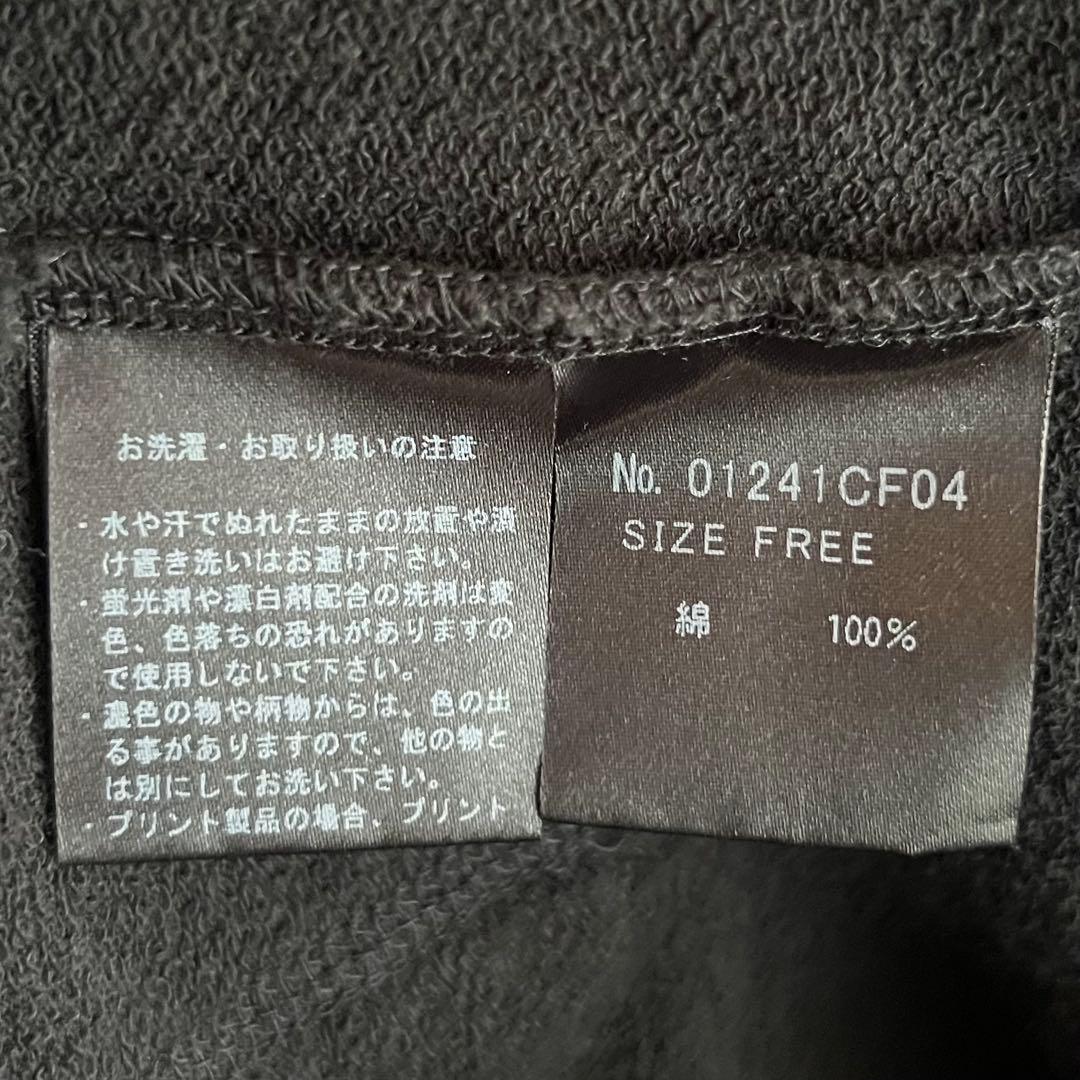 お洗濯・お取り扱いの注意
・水や汗でぬれたままの放置や漬
け置き洗いはお避け下さい。
・蛍光剤や漂白剤配合の洗剤は変
色、色落ちの恐れがありますの
で使用しないで下さい。
・濃色の物や柄物からは、色の出
る事がありますので、他の物と
は別にしてお洗い下さい。
・プリント製品の場合、プリント
No. 01241CF04
SIZE FREE
綿 100%